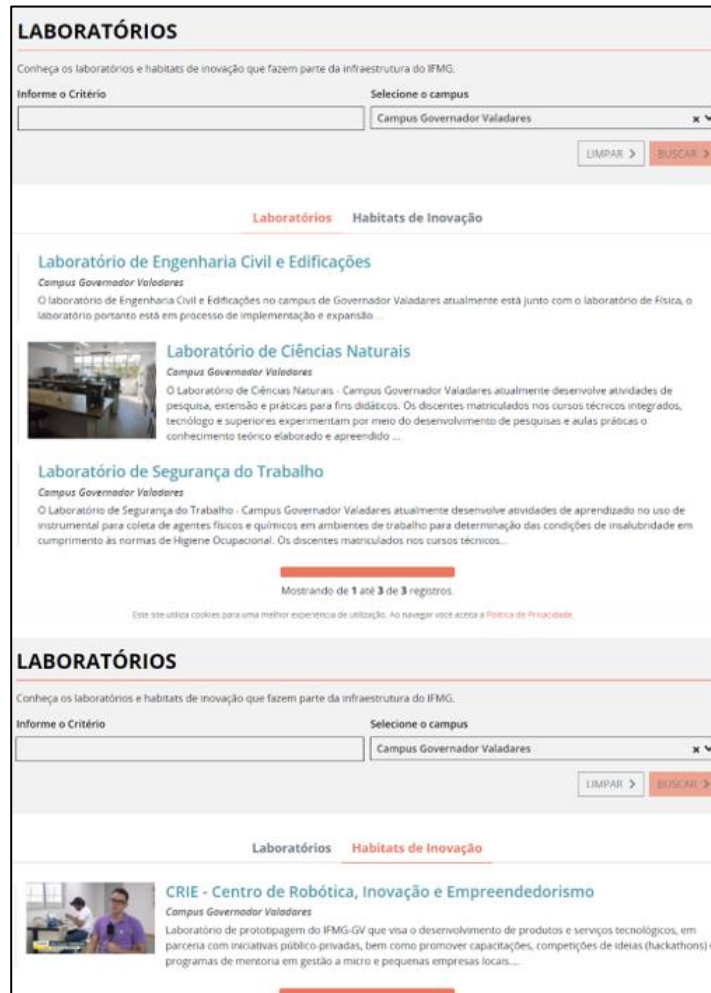 LABORATÓRIOS
Conheça os laboratórios e habitats de inovação que fazem parte da infraestrutura do IFMG.
Informe o Critério Selecione o campus
Campus Governador Valadares
LIMPAR BUSCAR
Laboratórios Habitats de Inovação
Laboratório de Engenharia Civil e Edificações
Campus Governador Valadares
O laboratório de Engenharia Civil e Edificações no campus de Governador Valadares atualmente está junto com o laboratório de Física, o
laboratório portanto está em processo de implementação e expansão...
Laboratório de Ciências Naturais
Campus Governador Valadares
O Laboratório de Ciências Naturais - Campus Governador Valadares atualmente desenvolve atividades de
pesquisa, extensão e práticas para fins didáticos. Os discentes matriculados nos cursos técnicos integrados,
tecnólogo e superiores experimentam por meio do desenvolvimento de pesquisas e aulas práticas o
conhecimento teórico elaborado e apreendido ...
Laboratório de Segurança do Trabalho
Campus Governador Valadares
O Laboratório de Segurança do Trabalho - Campus Governador Valadares atualmente desenvolve atividades de aprendizado no uso de
instrumental para coleta de agentes físicos e químicos em ambientes de trabalho para determinação das condições de insalubridade em
cumprimento às normas de Higiene Ocupacional. Os discentes matriculados nos cursos técnicos...
Mostrando de 1 até 3 de 3 registros
Este site utiliza cookies para uma melhor experiência de utilização. Ao navegar você aceita a Política de Privacidade
LABORATÓRIOS
Conheça os laboratórios e habitats de inovação que fazem parte da infraestrutura do IFMG.
Informe o Critério Selecione o campus
Campus Governador Valadares
LIMPAR BUSCAR
Laboratórios Habitats de Inovação
CRIE - Centro de Robótica, Inovação e Empreendedorismo
Campus Governador Valadares
Laboratório de prototipagem do IFMG-GV que visa o desenvolvimento de produtos e serviços tecnológicos, em
parceria com iniciativas público-privadas, bem como promover capacitações, competições de ideias (hackathons)
programas de mentoria em gestão a micro e pequenas empresas locais....